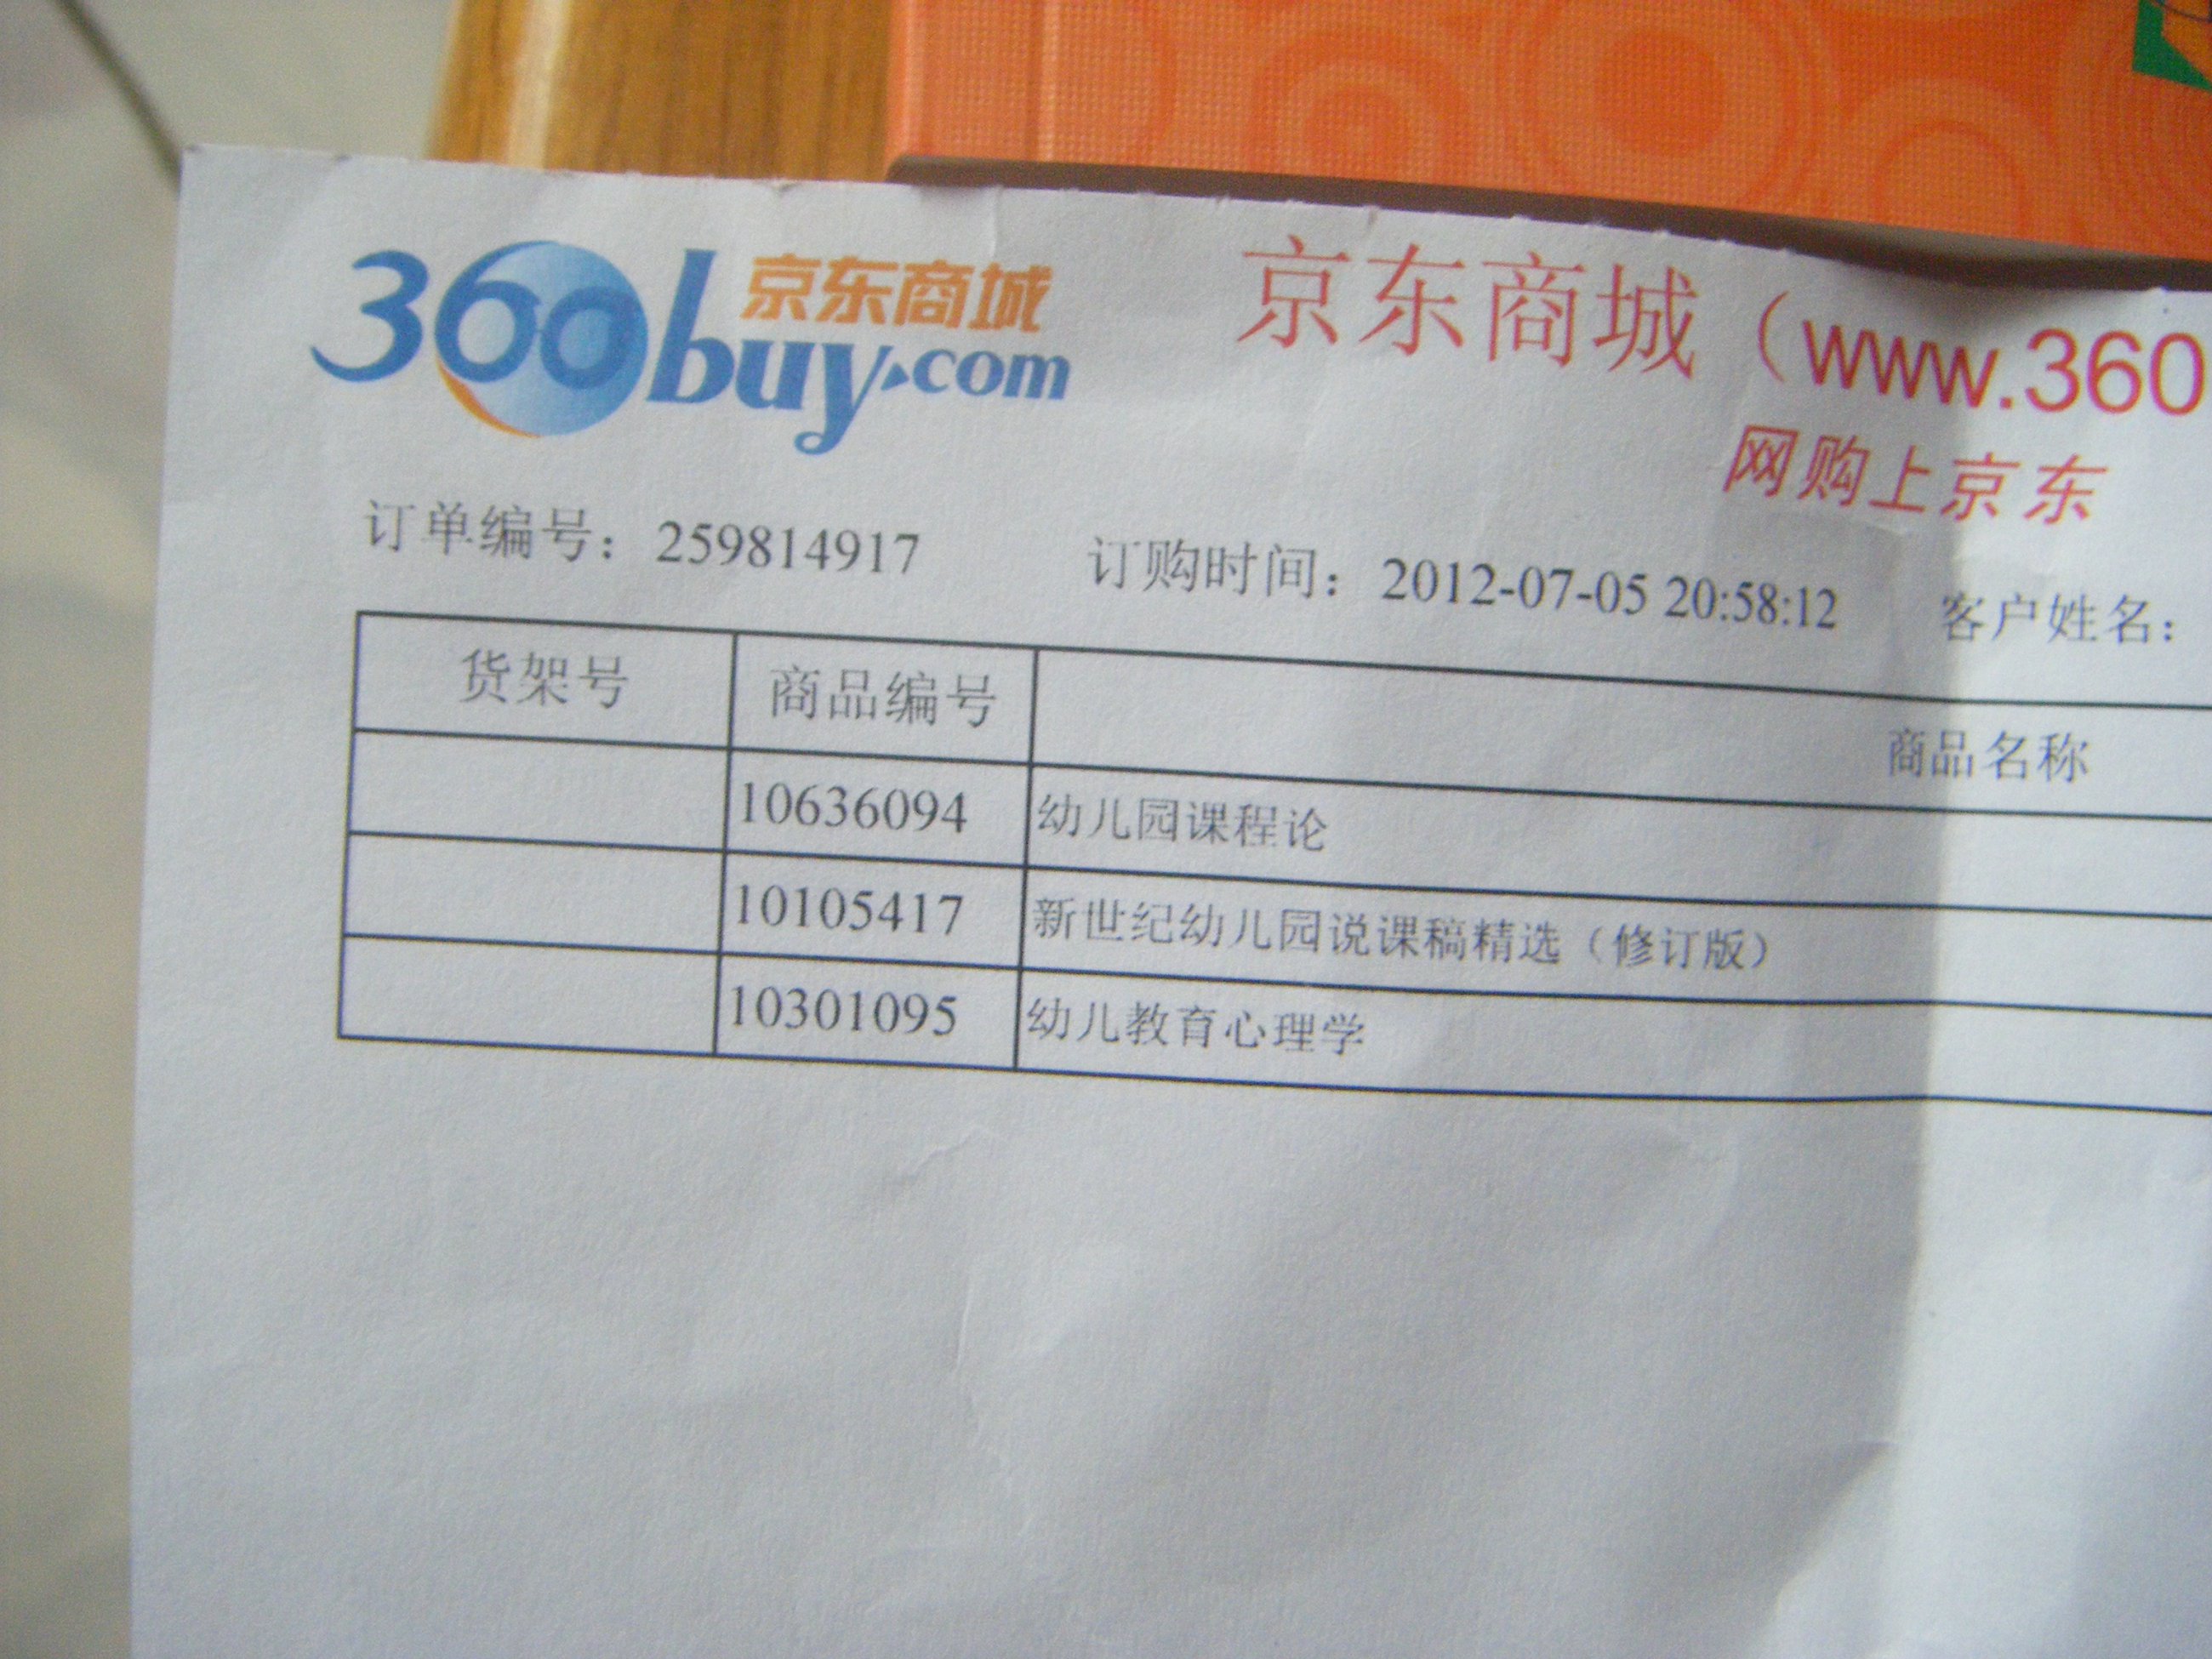 360buy.com 京东商城
京东商城（www.360
网购上京东
订单编号：259814917 订购时间：2012-07-05 20:58:12 客户姓名：
货架号 商品编号 商品名称
10636094 幼儿园课程论
10105417 新世纪幼儿园说课稿精选（修订版）
10301095 幼儿教育心理学